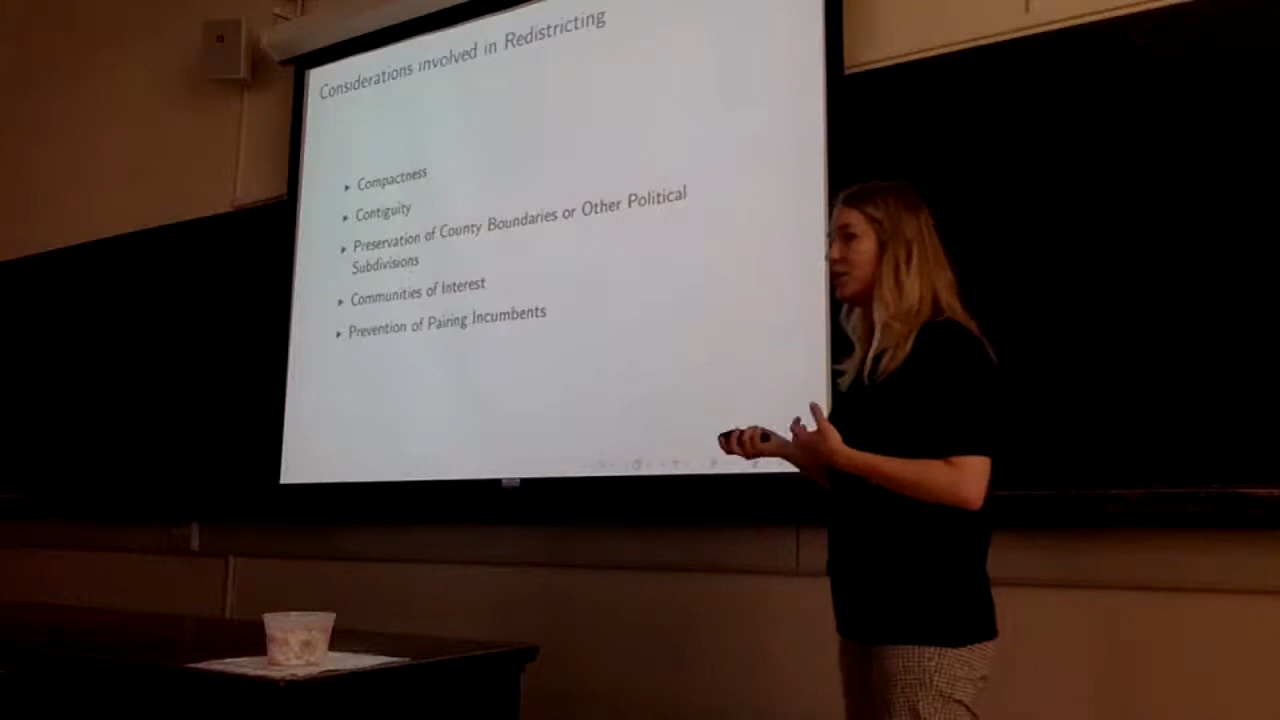 Considerations involved in Redistricting
Compactness
Contiguity
Preservation of County Boundaries or Other Political
Subdivisions
Communities of Interest
Prevention of Pairing Incumbents